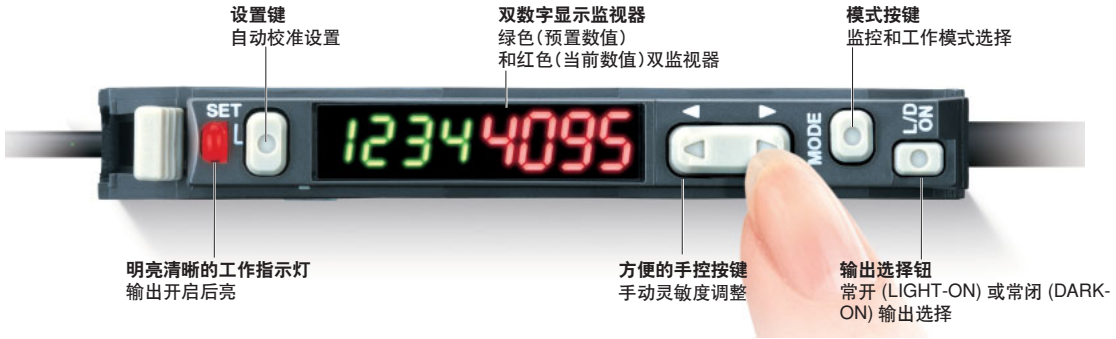 设置键
自动校准设置
双数字显示监视器
绿色（预置数值）
和红色（当前数值）双监视器
模式按键
监控和工作模式选择
SET
L
1234 4095
◀ ▶
MODE
L/D
ON
明亮清晰的工作指示灯
输出开启后亮
方便的手控按键
手动灵敏度调整
输出选择钮
常开 (LIGHT-ON) 或常闭 (DARK-
ON) 输出选择